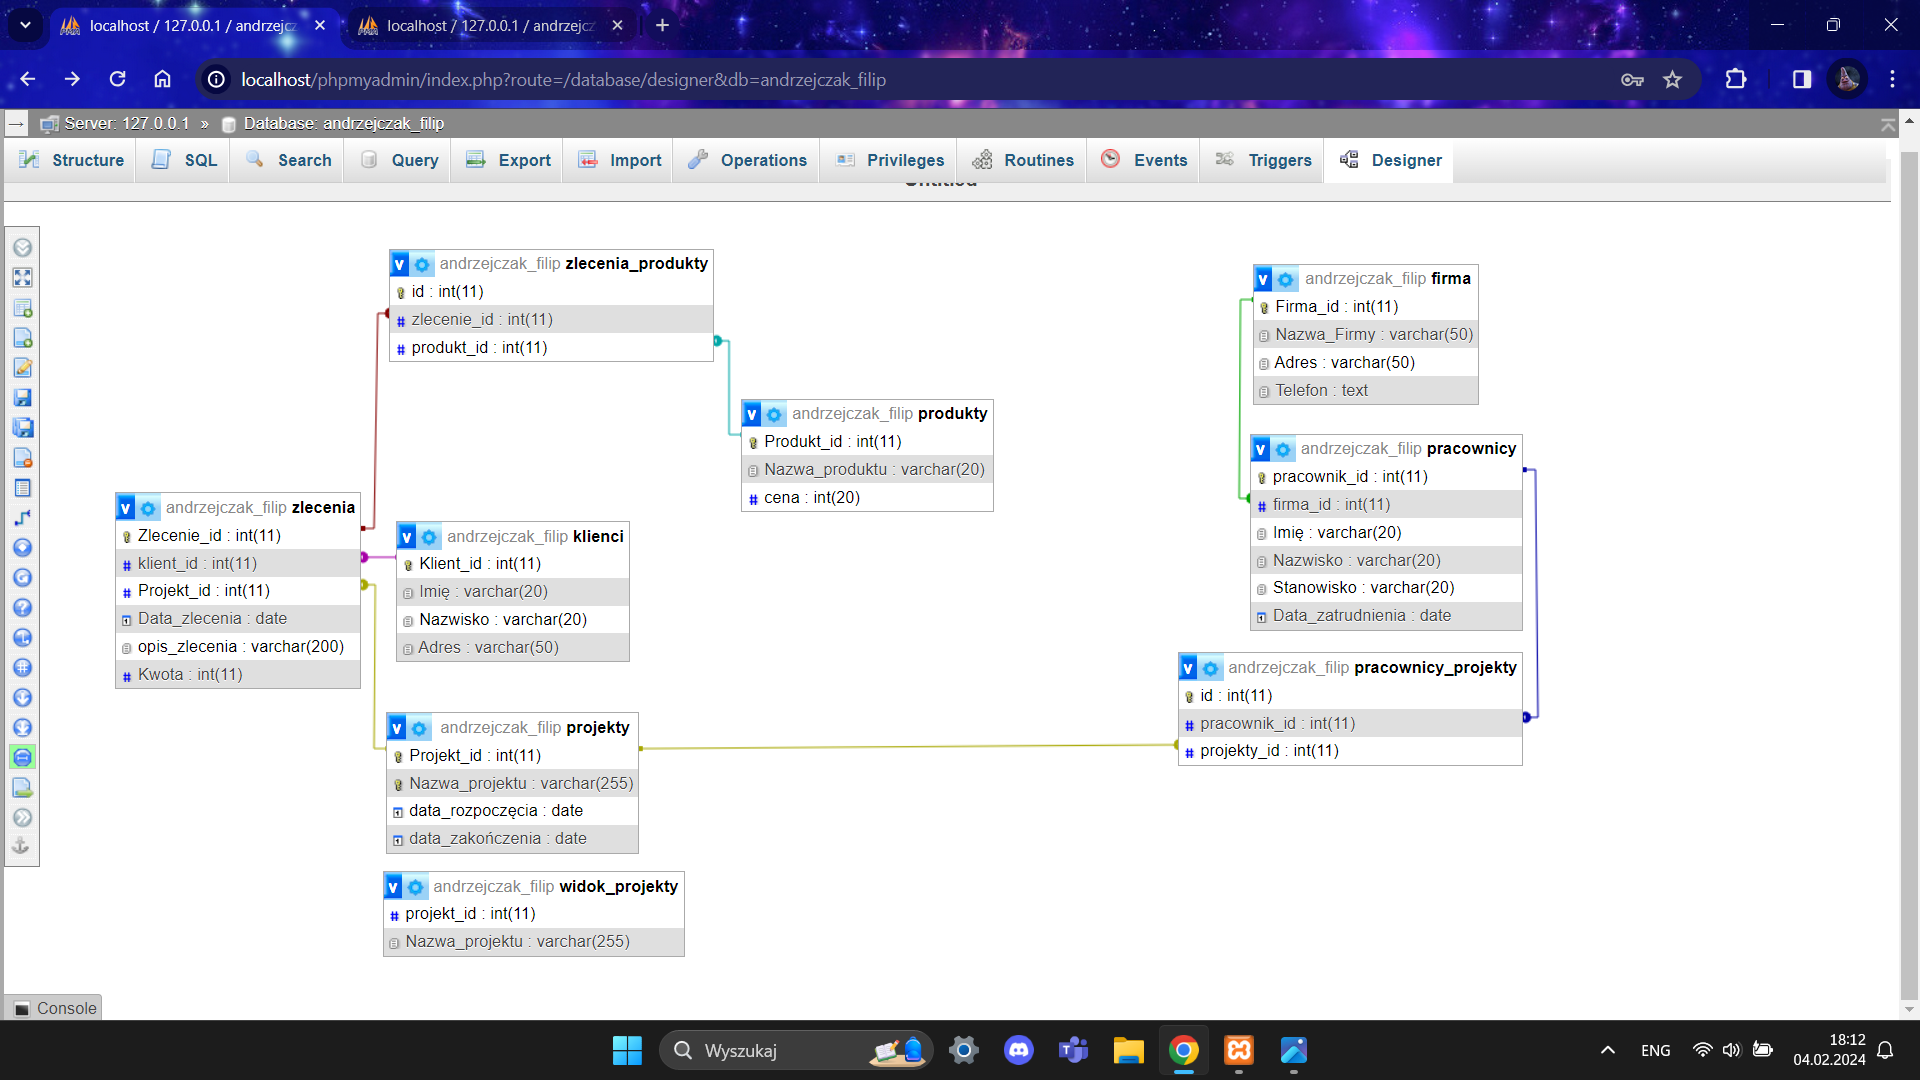 localhost / 127.0.0.1 / andrzejcz
localhost / 127.0.0.1 / andrzejcz
localhost/phpmyadmin/index.php?route=/database/designer&db=andrzejczak_filip
Server: 127.0.0.1 » Database: andrzejczak_filip
Structure SQL Search Query Export Import Operations Privileges Routines Events Triggers Designer
Untitled
andrzejczak_filip zlecenia_produkty
id : int(11)
zlecenie_id : int(11)
produkt_id : int(11)
andrzejczak_filip firma
Firma_id : int(11)
Nazwa_Firmy : varchar(50)
Adres : varchar(50)
Telefon : text
andrzejczak_filip produkty
Produkt_id : int(11)
Nazwa_produktu : varchar(20)
cena : int(20)
andrzejczak_filip pracownicy
pracownik_id : int(11)
firma_id : int(11)
Imię : varchar(20)
Nazwisko : varchar(20)
Stanowisko : varchar(20)
Data_zatrudnienia : date
andrzejczak_filip zlecenia
Zlecenie_id : int(11)
klient_id : int(11)
Projekt_id : int(11)
Data_zlecenia : date
opis_zlecenia : varchar(200)
Kwota : int(11)
andrzejczak_filip klienci
Klient_id : int(11)
Imię : varchar(20)
Nazwisko : varchar(20)
Adres : varchar(50)
andrzejczak_filip pracownicy_projekty
id : int(11)
pracownik_id : int(11)
projekty_id : int(11)
andrzejczak_filip projekty
Projekt_id : int(11)
Nazwa_projektu : varchar(255)
data_rozpoczęcia : date
data_zakończenia : date
andrzejczak_filip widok_projekty
projekt_id : int(11)
Nazwa_projektu : varchar(255)
Console
Wyszukaj
ENG
18:12
04.02.2024